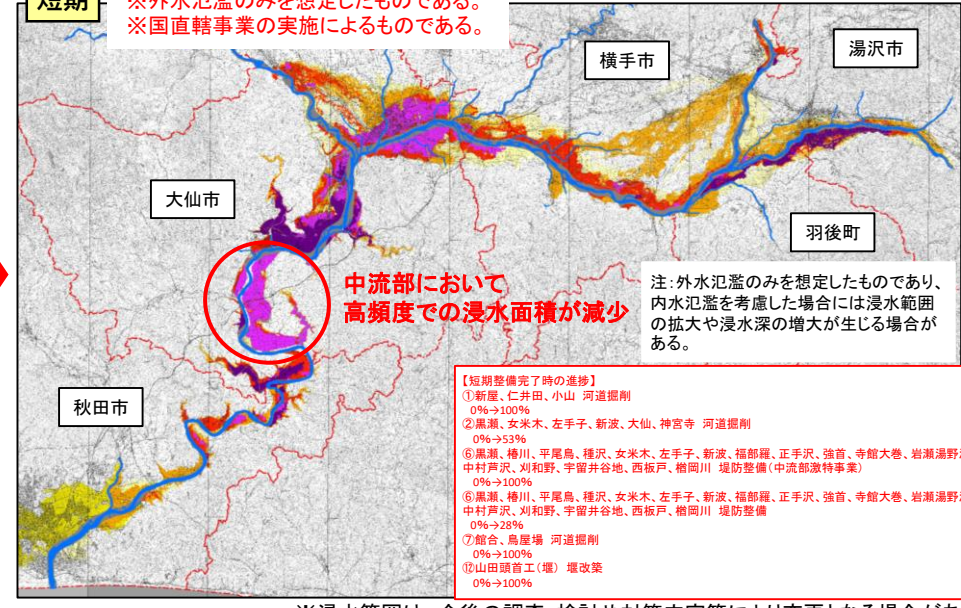 短期
※外水氾濫のみを想定したものである。
※国直轄事業の実施によるものである。
横手市
湯沢市
大仙市
羽後町
中流部において
高頻度での浸水面積が減少
注:外水氾濫のみを想定したものであり、
内水氾濫を考慮した場合には浸水範囲
の拡大や浸水深の増大が生じる場合が
ある。
秋田市
【短期整備完了時の進捗】
①新屋、仁井田、小山 河道掘削
0%→100%
②黒瀬、女米木、左手子、新波、大仙、神宮寺 河道掘削
0%→53%
⑥黒瀬、椿川、平尾鳥、種沢、女米木、左手子、新波、福部羅、正手沢、強首、寺館大巻、岩瀬湯野
中村芦沢、刈和野、宇留井谷地、西板戸、楢岡川 堤防整備(中流部激特事業)
0%→100%
⑥黒瀬、椿川、平尾鳥、種沢、女米木、左手子、新波、福部羅、正手沢、強首、寺館大巻、岩瀬湯野
中村芦沢、刈和野、宇留井谷地、西板戸、楢岡川 堤防整備
0%→28%
⑦館合、鳥屋場 河道掘削
0%→100%
⑫山田頭首工(堰) 堰改築
0%→100%